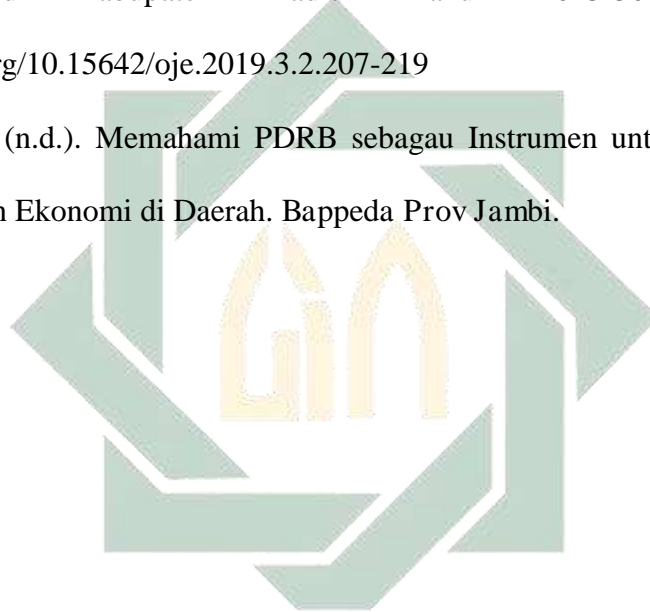 rg/10.15642/oje.2019.3.2.207-219
(n.d.). Memahami PDRB sebagau Instrumen unt
n Ekonomi di Daerah. Bappeda Prov Jambi.
uin